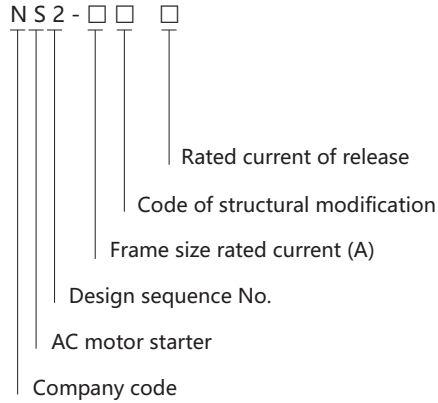 NS2-□□ □
Rated current of release
Code of structural modification
Frame size rated current (A)
Design sequence No.
AC motor starter
Company code